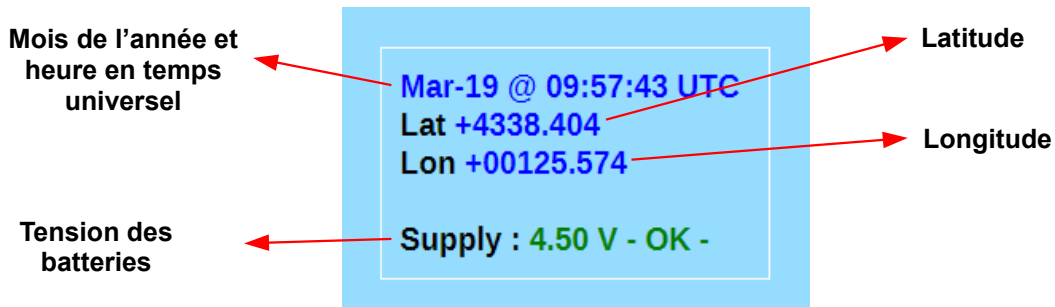 Mois de l'année et
heure en temps
universel
Mar-19 @ 09:57:43 UTC
Lat +4338.404
Lon +00125.574
Supply : 4.50 V - OK -
Latitude
Longitude
Tension des
batteries